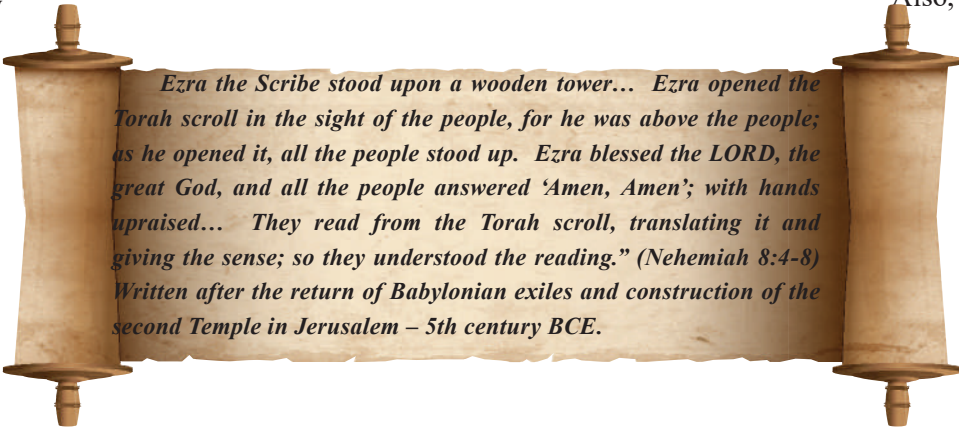 Also,
Ezra the Scribe stood upon a wooden tower… Ezra opened the
Torah scroll in the sight of the people, for he was above the people;
as he opened it, all the people stood up. Ezra blessed the LORD, the
great God, and all the people answered ‘Amen, Amen’; with hands
upraised… They read from the Torah scroll, translating it and
giving the sense; so they understood the reading.” (Nehemiah 8:4-8)
Written after the return of Babylonian exiles and construction of the
second Temple in Jerusalem – 5th century BCE.